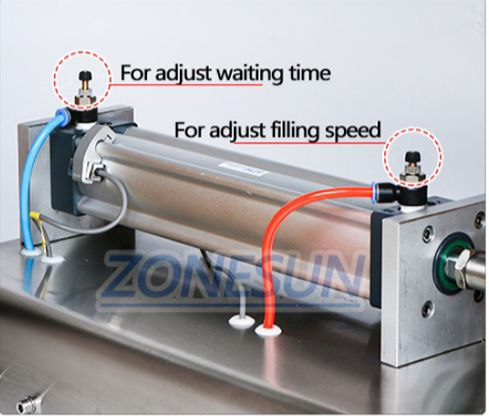 For adjust waiting time
For adjust filling speed
ZONESUN